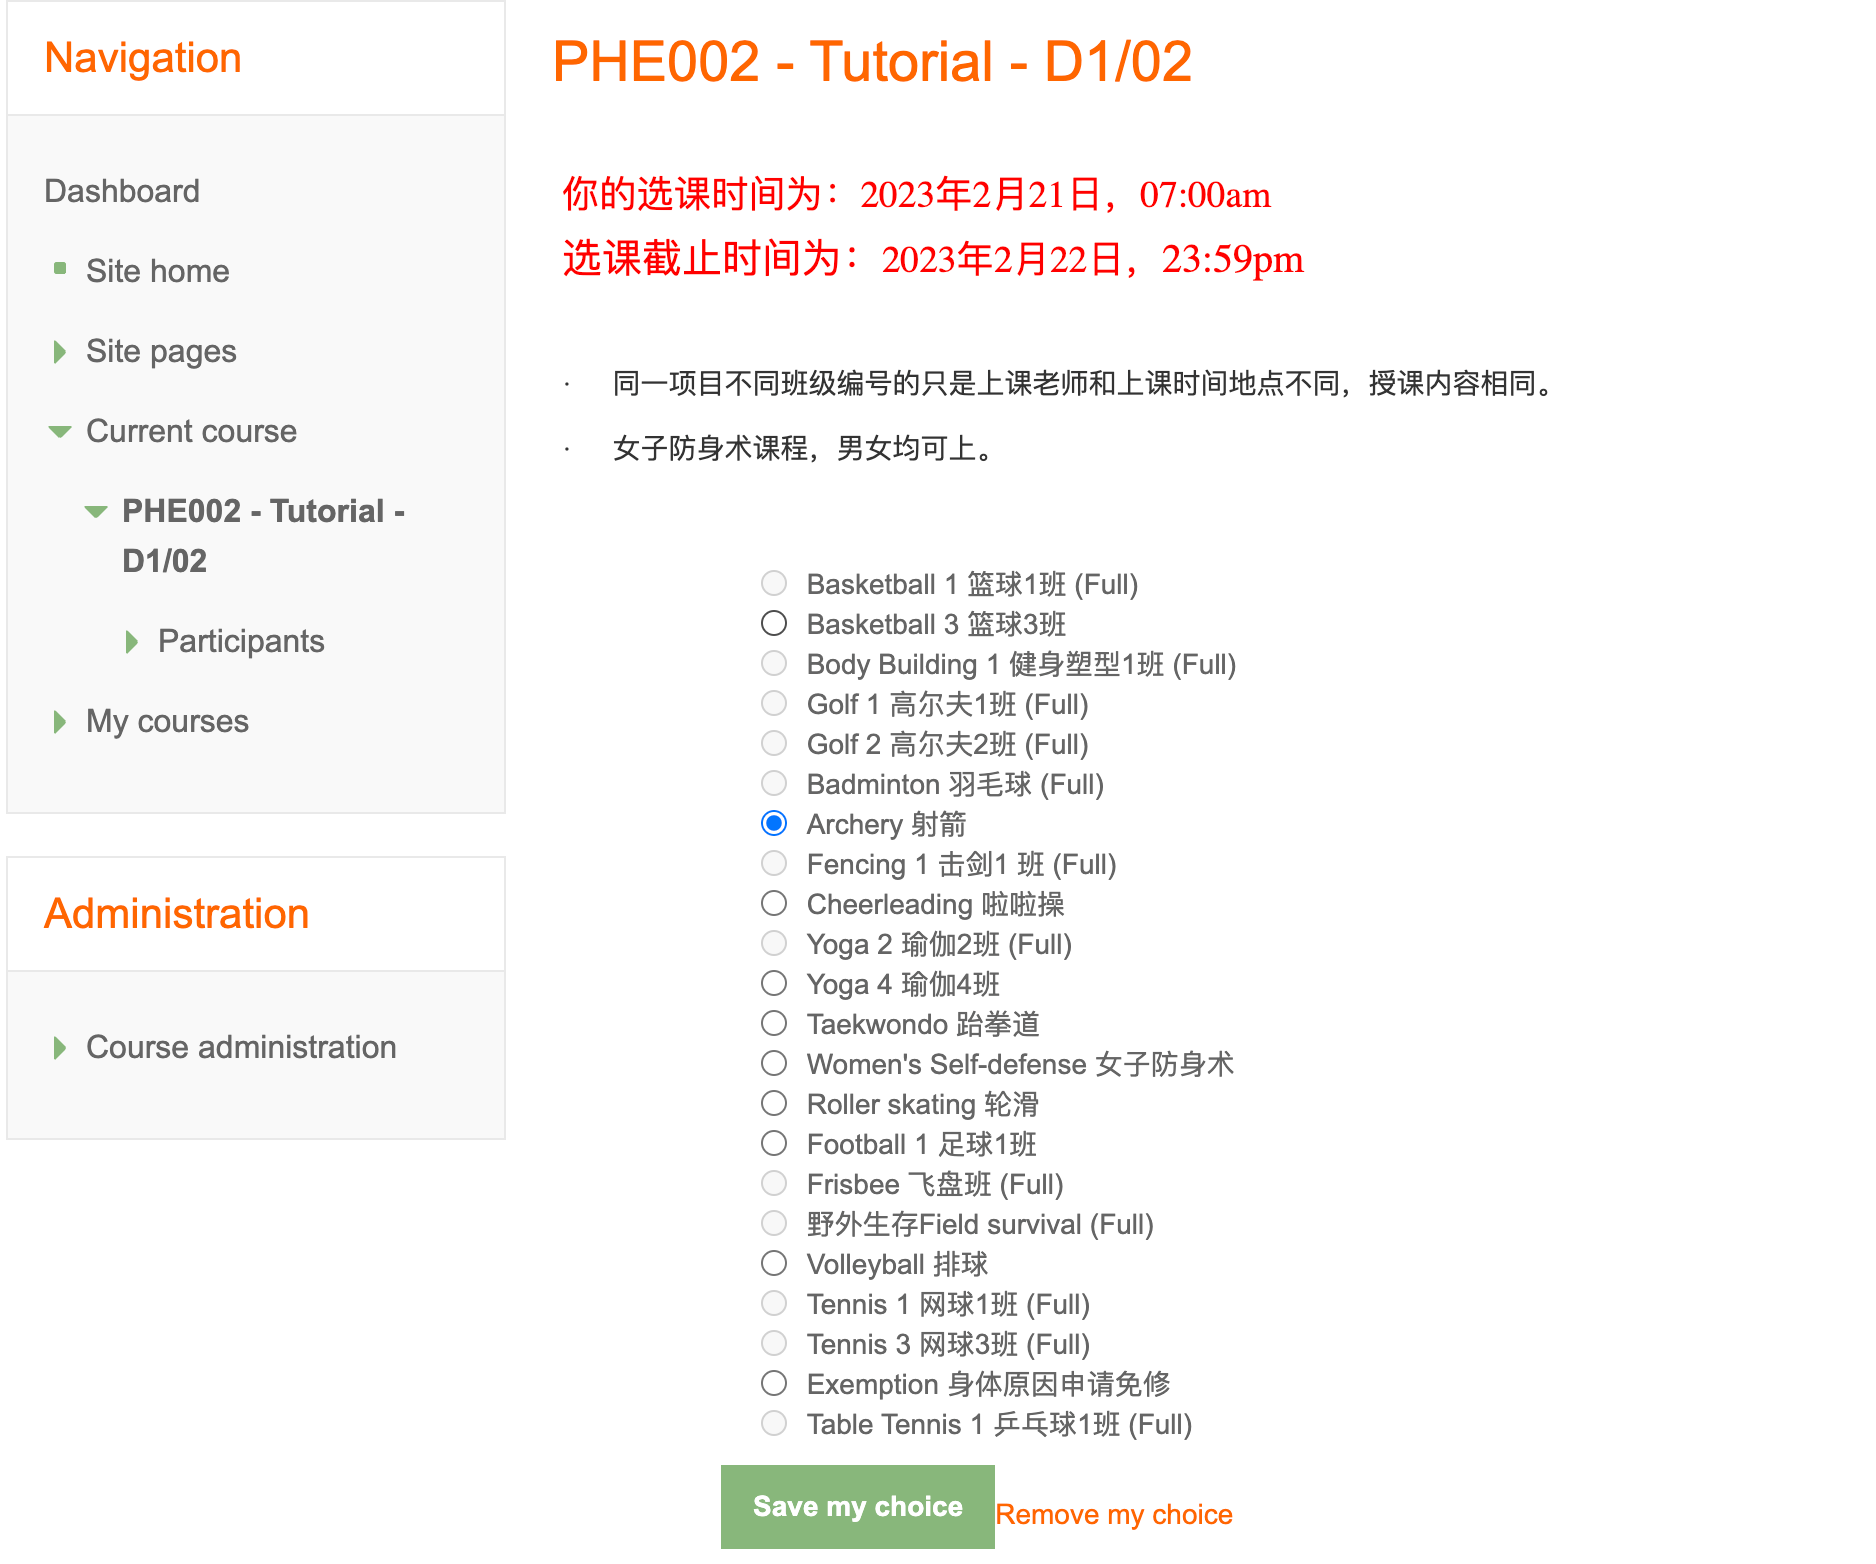 Navigation
Dashboard
Site home
Site pages
Current course
PHE002 - Tutorial -
D1/02
Participants
My courses
Administration
Course administration
PHE002 - Tutorial - D1/02
你的选课时间为：2023年2月21日，07:00am
选课截止时间为：2023年2月22日，23:59pm
· 同一项目不同班级编号的只是上课老师和上课时间地点不同，授课内容相同。
· 女子防身术课程，男女均可上。
Basketball 1 篮球1班 (Full)
Basketball 3 篮球3班
Body Building 1 健身塑型1班 (Full)
Golf 1 高尔夫1班 (Full)
Golf 2 高尔夫2班 (Full)
Badminton 羽毛球 (Full)
Archery 射箭
Fencing 1 击剑1 班 (Full)
Cheerleading 啦啦操
Yoga 2 瑜伽2班 (Full)
Yoga 4 瑜伽4班
Taekwondo 跆拳道
Women's Self-defense 女子防身术
Roller skating 轮滑
Football 1 足球1班
Frisbee 飞盘班 (Full)
野外生存Field survival (Full)
Volleyball 排球
Tennis 1 网球1班 (Full)
Tennis 3 网球3班 (Full)
Exemption 身体原因申请免修
Table Tennis 1 乒乓球1班 (Full)
Save my choice
Remove my choice